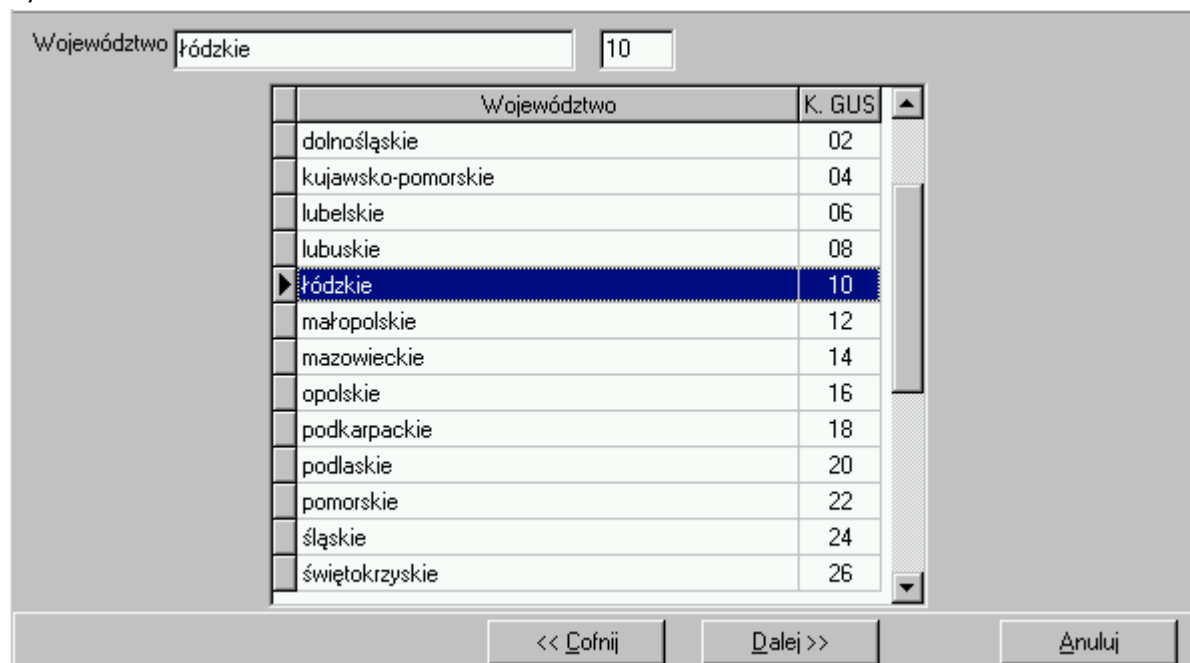 Województwo łódzkie 10
Województwo K. GUS
dolnośląskie 02
kujawsko-pomorskie 04
lubelskie 06
lubuskie 08
łódzkie 10
małopolskie 12
mazowieckie 14
opolskie 16
podkarpackie 18
podlaskie 20
pomorskie 22
śląskie 24
świętokrzyskie 26
<< Cofnij Dalej >> Anuluj